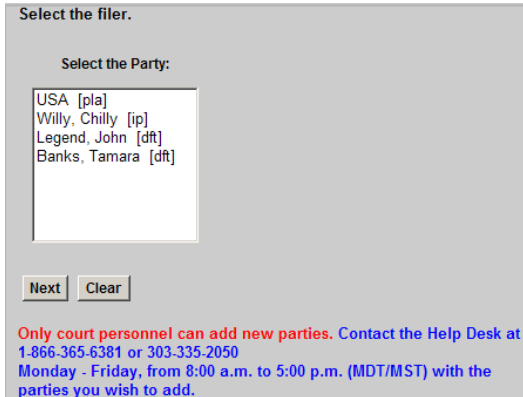 Select the filer.
Select the Party:
USA [pla]
Willy, Chilly [ip]
Legend, John [dft]
Banks, Tamara [dft]
Next Clear
Only court personnel can add new parties. Contact the Help Desk at
1-866-365-6381 or 303-335-2050
Monday - Friday, from 8:00 a.m. to 5:00 p.m. (MDT/MST) with the
parties you wish to add.